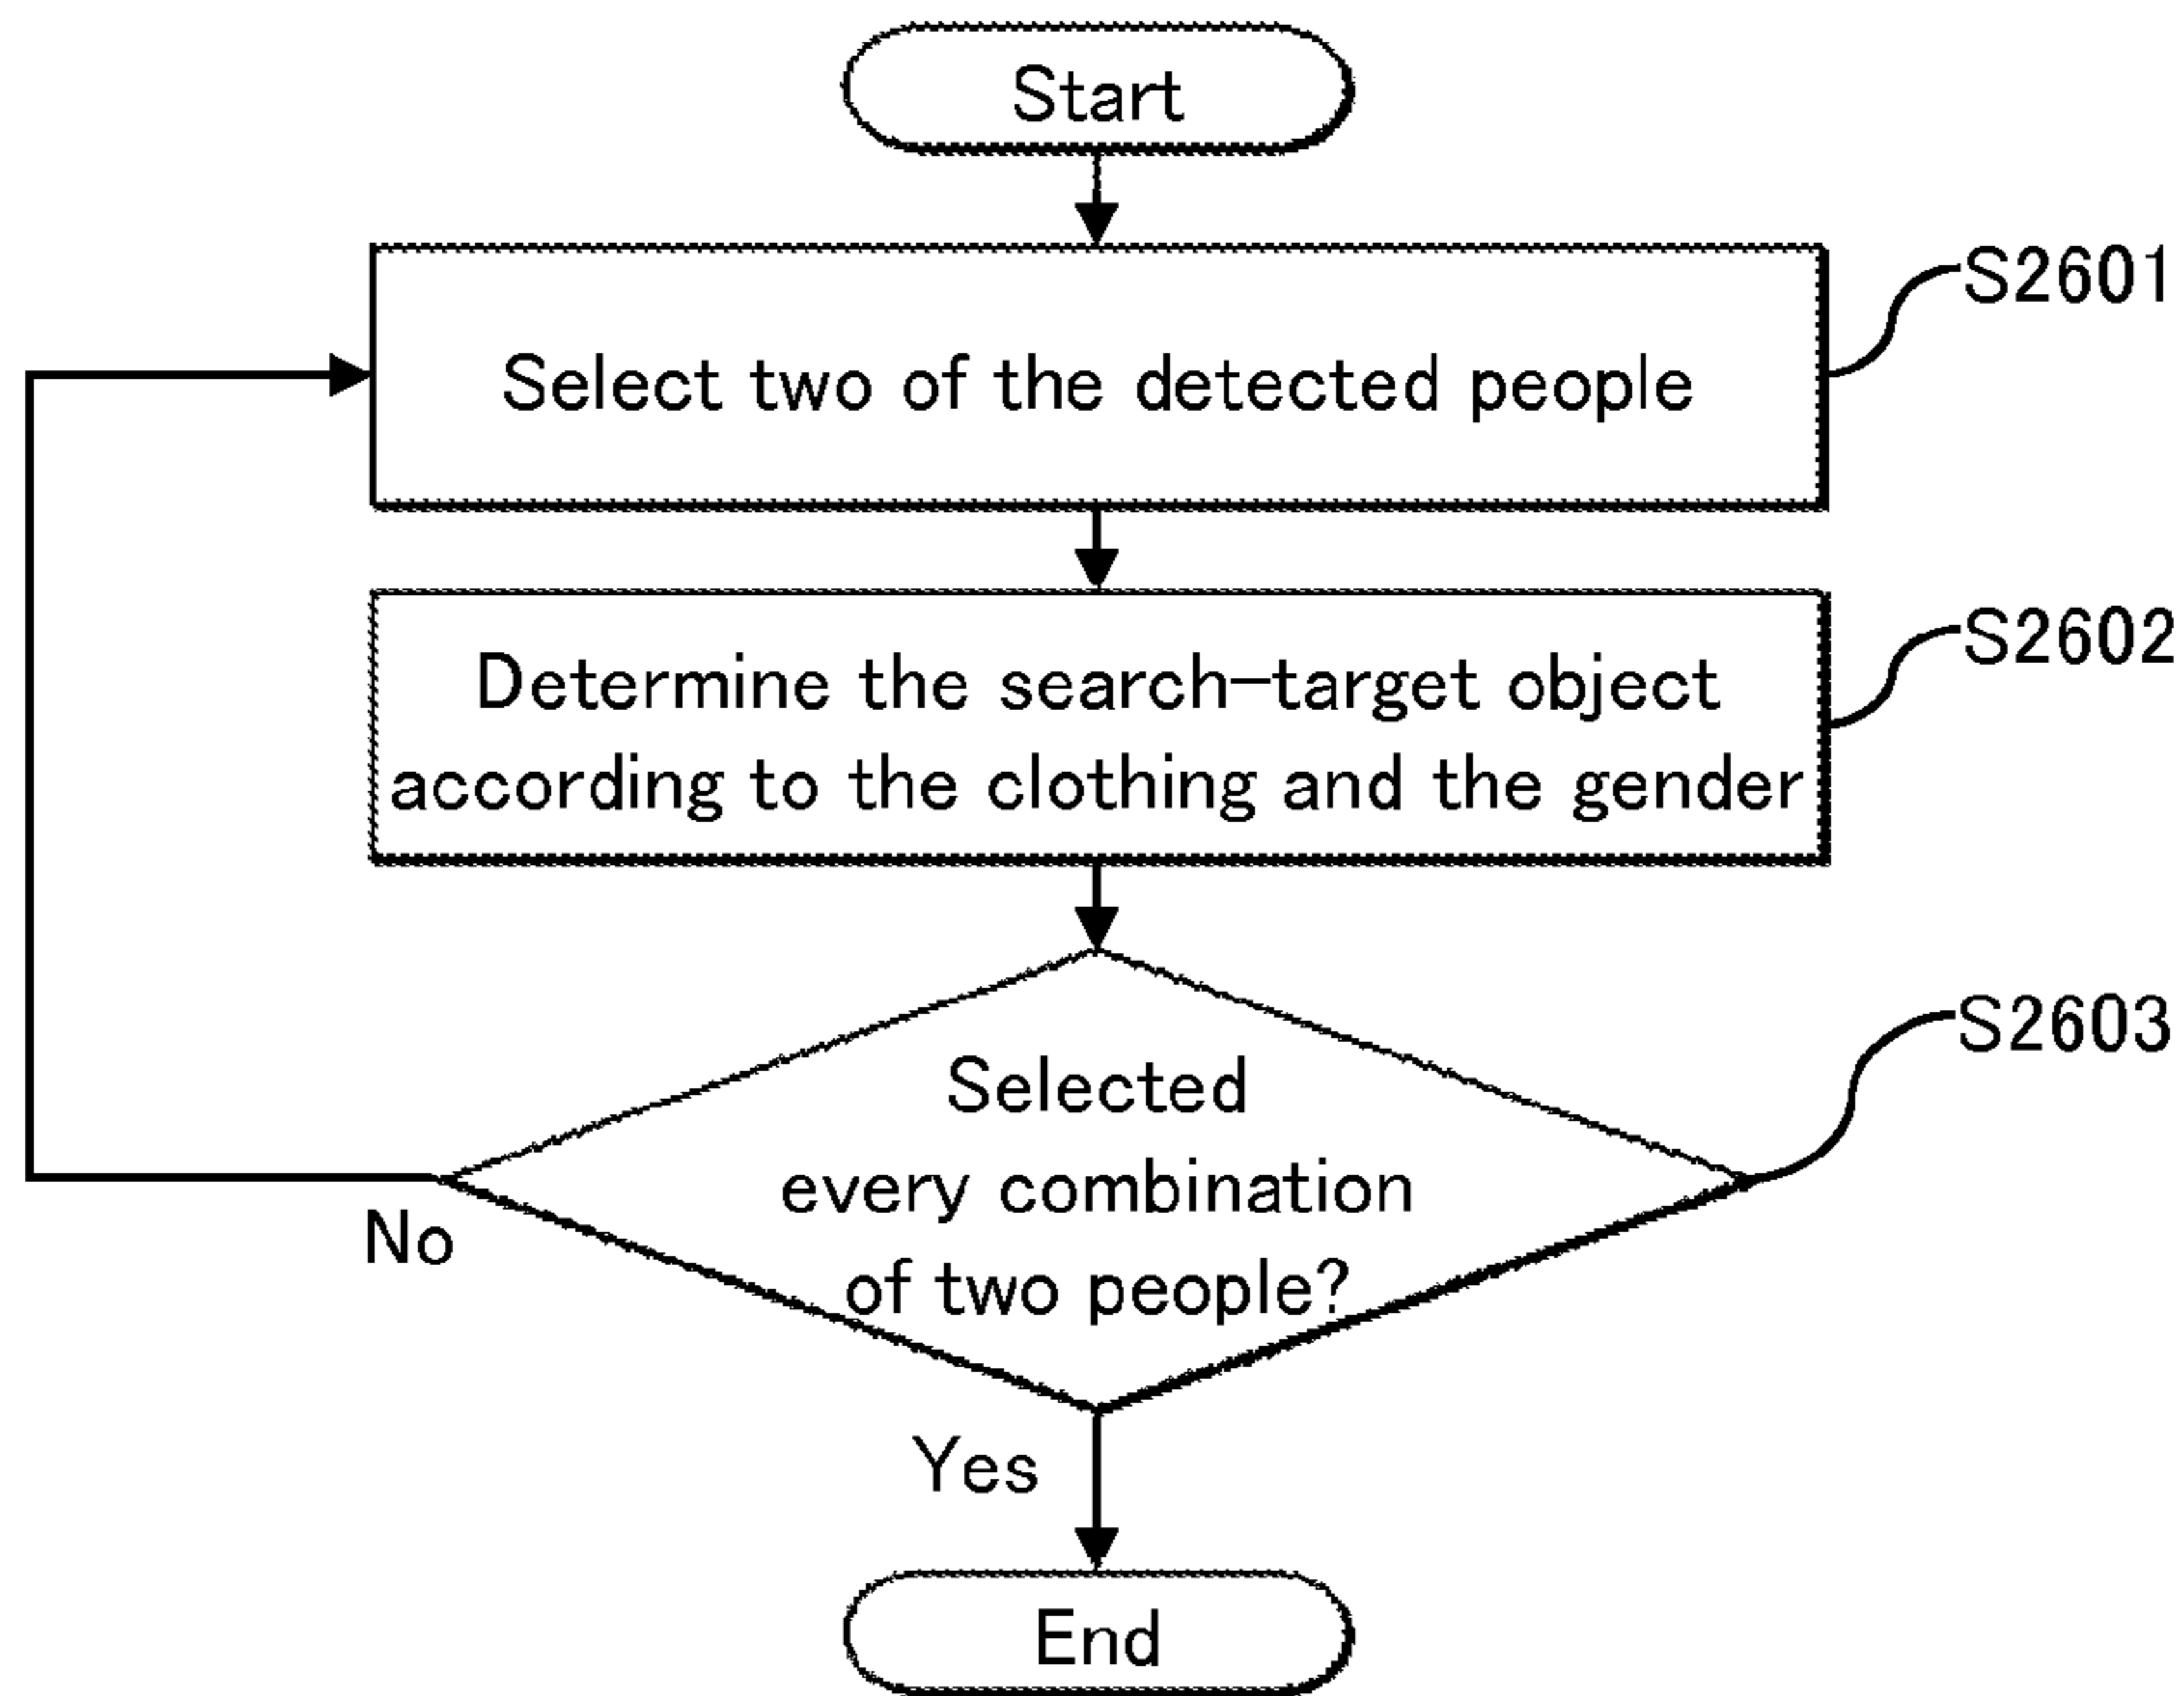 Start
S2601
Select two of the detected people
S2602
Determine the search-target object
according to the clothing and the gender
S2603
Selected
every combination
of two people?
No
Yes
End